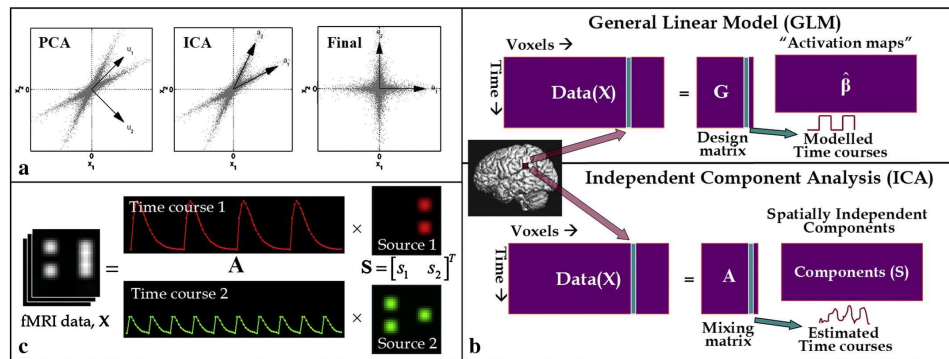 PCA
u₁
x₂ 0
u₂
0
x₁
ICA
a₂
a₁
x₂ 0
0
x₁
Final
a₂
x₂ 0
a₁
0
x₁
a
General Linear Model (GLM)
Voxels →
"Activation maps"
Time →
Data(X)
=
G
β̂
Design
matrix
Modelled
Time courses
Independent Component Analysis (ICA)
Spatially Independent
Components
Voxels →
Time →
Data(X)
=
A
Components (S)
Mixing
matrix
Estimated
Time courses
b
Time course 1
×
Source 1
=
A
S = [s₁ s₂]ᵀ
Time course 2
×
fMRI data, X
Source 2
c